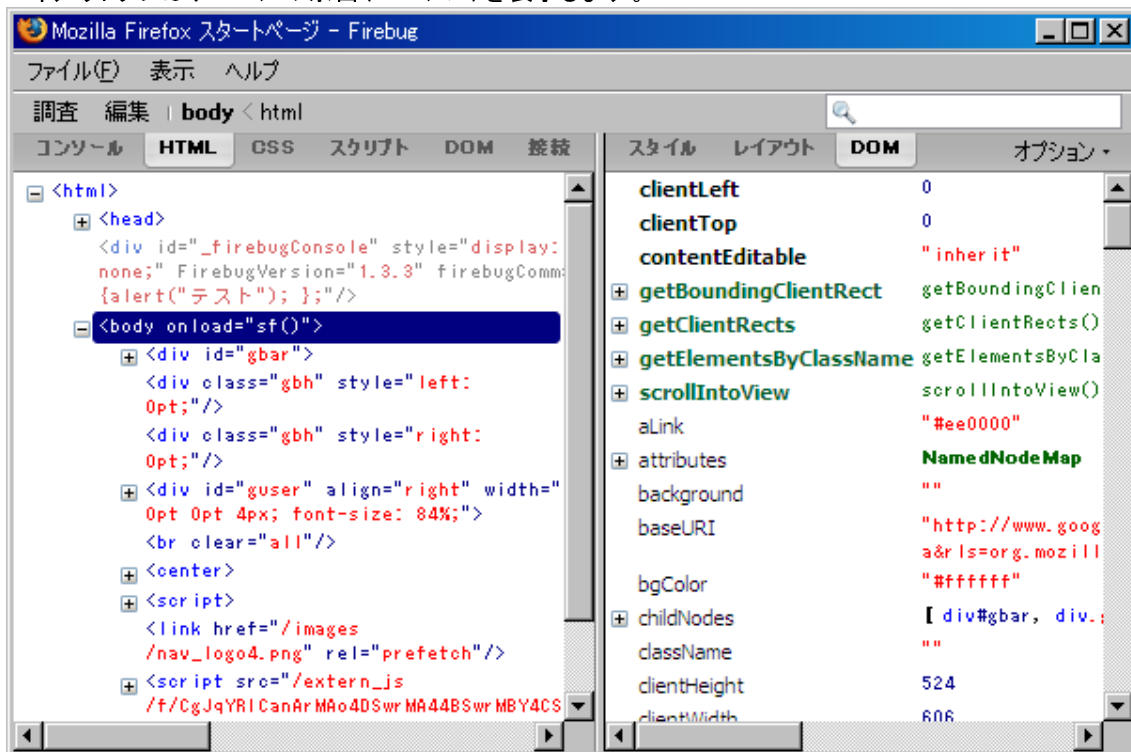 Mozilla Firefox スタートページ - Firebug
ファイル(F) 表示 ヘルプ
調査 編集 | body < html
コンソール HTML CSS スクリプト DOM 接続
<html>
<head>
<div id="_firebugConsole" style="display:
none;" FirebugVersion="1.3.3" firebugComm
{alert("テスト"); };"/>
<body onload="sf()">
<div id="gbar">
<div class="gbh" style="left:
0pt;"/>
<div class="gbh" style="right:
0pt;"/>
<div id="guser" align="right" width="
0pt 0pt 4px; font-size: 84%;">
<br clear="all"/>
<center>
<script>
<link href="/images
/nav_logo4.png" rel="prefetch"/>
<script src="/extern_js
/f/CgJqYRICanArMAo4DSwrMA44BSwrMBY4CS
スタイル レイアウト DOM オプション
clientLeft 0
clientTop 0
contentEditable "inherit"
getBoundingClientRect getBoundingClien
getClientRects getClientRects()
getElementsByClassName getElementsByCla
scrollIntoView scrollIntoView()
aLink "#ee0000"
attributes NamedNodeMap
background ""
baseURI "http://www.goog
a&rls=org.mozill
bgColor "#ffffff"
childNodes [ div#gbar, div.
className ""
clientHeight 524
clientWidth 606